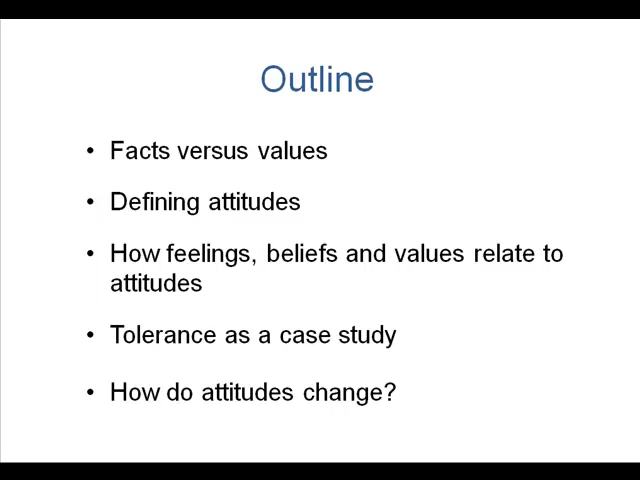 Outline
• Facts versus values
• Defining attitudes
• How feelings, beliefs and values relate to
attitudes
• Tolerance as a case study
• How do attitudes change?